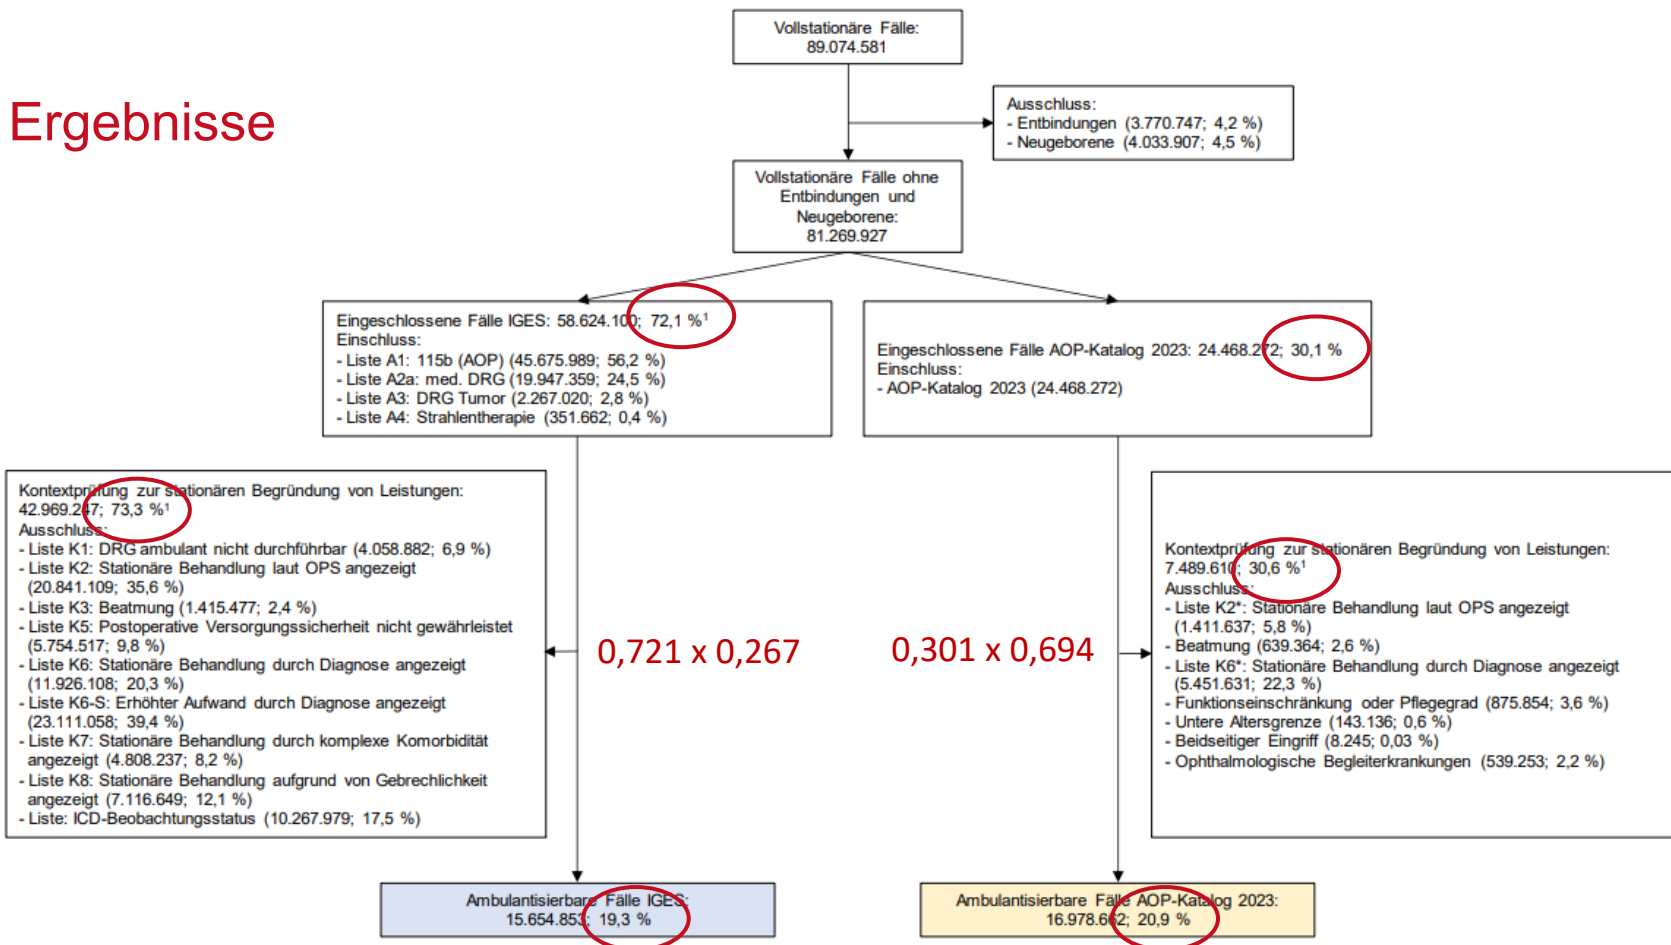 Ergebnisse
Vollstationäre Fälle:
89.074.581
Ausschluss:
- Entbindungen (3.770.747; 4,2 %)
- Neugeborene (4.033.907; 4,5 %)
Vollstationäre Fälle ohne
Entbindungen und
Neugeborene:
81.269.927
Eingeschlossene Fälle IGES: 58.624.100; 72,1 %¹
Einschluss:
- Liste A1: 115b (AOP) (45.675.989; 56,2 %)
- Liste A2a: med. DRG (19.947.359; 24,5 %)
- Liste A3: DRG Tumor (2.267.020; 2,8 %)
- Liste A4: Strahlentherapie (351.662; 0,4 %)
Eingeschlossene Fälle AOP-Katalog 2023: 24.468.272; 30,1 %
Einschluss:
- AOP-Katalog 2023 (24.468.272)
Kontextprüfung zur stationären Begründung von Leistungen:
42.969.247; 73,3 %¹
Ausschluss:
- Liste K1: DRG ambulant nicht durchführbar (4.058.882; 6,9 %)
- Liste K2: Stationäre Behandlung laut OPS angezeigt
(20.841.109; 35,6 %)
- Liste K3: Beatmung (1.415.477; 2,4 %)
- Liste K5: Postoperative Versorgungssicherheit nicht gewährleistet
(5.754.517; 9,8 %)
- Liste K6: Stationäre Behandlung durch Diagnose angezeigt
(11.926.108; 20,3 %)
- Liste K6-S: Erhöhter Aufwand durch Diagnose angezeigt
(23.111.058; 39,4 %)
- Liste K7: Stationäre Behandlung durch komplexe Komorbidität
angezeigt (4.808.237; 8,2 %)
- Liste K8: Stationäre Behandlung aufgrund von Gebrechlichkeit
angezeigt (7.116.649; 12,1 %)
- Liste: ICD-Beobachtungsstatus (10.267.979; 17,5 %)
0,721 x 0,267
0,301 x 0,694
Kontextprüfung zur stationären Begründung von Leistungen:
7.489.610; 30,6 %¹
Ausschluss:
- Liste K2*: Stationäre Behandlung laut OPS angezeigt
(1.411.637; 5,8 %)
- Beatmung (639.364; 2,6 %)
- Liste K6*: Stationäre Behandlung durch Diagnose angezeigt
(5.451.631; 22,3 %)
- Funktionseinschränkung oder Pflegegrad (875.854; 3,6 %)
- Untere Altersgrenze (143.136; 0,6 %)
- Beidseitiger Eingriff (8.245; 0,03 %)
- Ophthalmologische Begleiterkrankungen (539.253; 2,2 %)
Ambulantisierbare Fälle IGES:
15.654.853; 19,3 %
Ambulantisierbare Fälle AOP-Katalog 2023:
16.978.662; 20,9 %